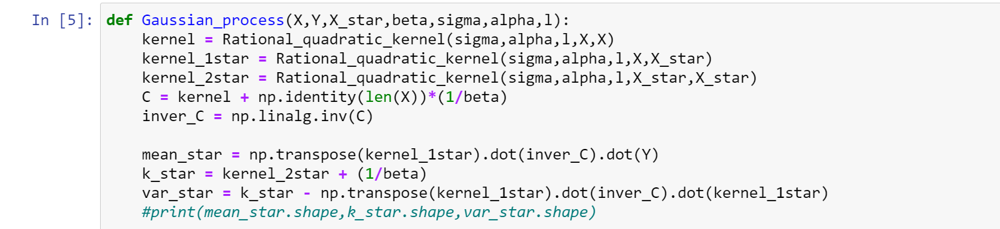 In [5]: def Gaussian_process(X,Y,X_star,beta,sigma,alpha,l):
    kernel = Rational_quadratic_kernel(sigma,alpha,l,X,X)
    kernel_1star = Rational_quadratic_kernel(sigma,alpha,l,X,X_star)
    kernel_2star = Rational_quadratic_kernel(sigma,alpha,l,X_star,X_star)
    C = kernel + np.identity(len(X))*(1/beta)
    inver_C = np.linalg.inv(C)

    mean_star = np.transpose(kernel_1star).dot(inver_C).dot(Y)
    k_star = kernel_2star + (1/beta)
    var_star = k_star - np.transpose(kernel_1star).dot(inver_C).dot(kernel_1star)
    #print(mean_star.shape,k_star.shape,var_star.shape)